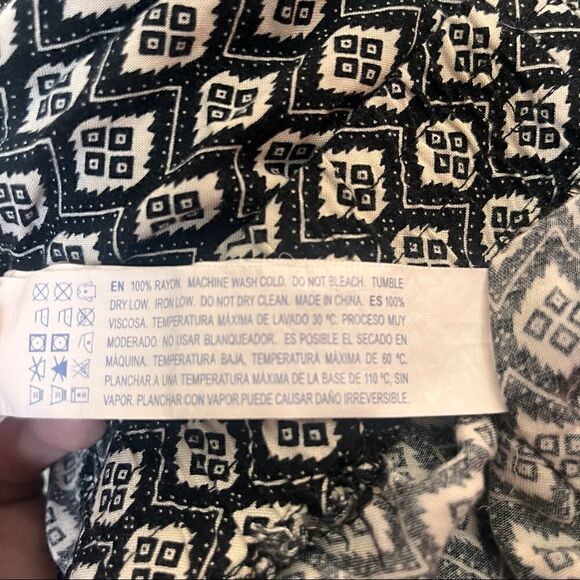 EN 100% RAYON. MACHINE WASH COLD. DO NOT BLEACH. TUMBLE
DRY LOW. IRON LOW. DO NOT DRY CLEAN. MADE IN CHINA. ES 100%
VISCOSA. TEMPERATURA MÁXIMA DE LAVADO 30 ºC. PROCESO MUY
MODERADO. NO USAR BLANQUEADOR. ES POSIBLE EL SECADO EN
MÁQUINA. TEMPERATURA BAJA, TEMPERATURA MÁXIMA DE 60 ºC.
PLANCHAR A UNA TEMPERATURA MÁXIMA DE LA BASE DE 110 ºC, SIN
VAPOR. PLANCHAR CON VAPOR PUEDE CAUSAR DAÑO IRREVERSIBLE.